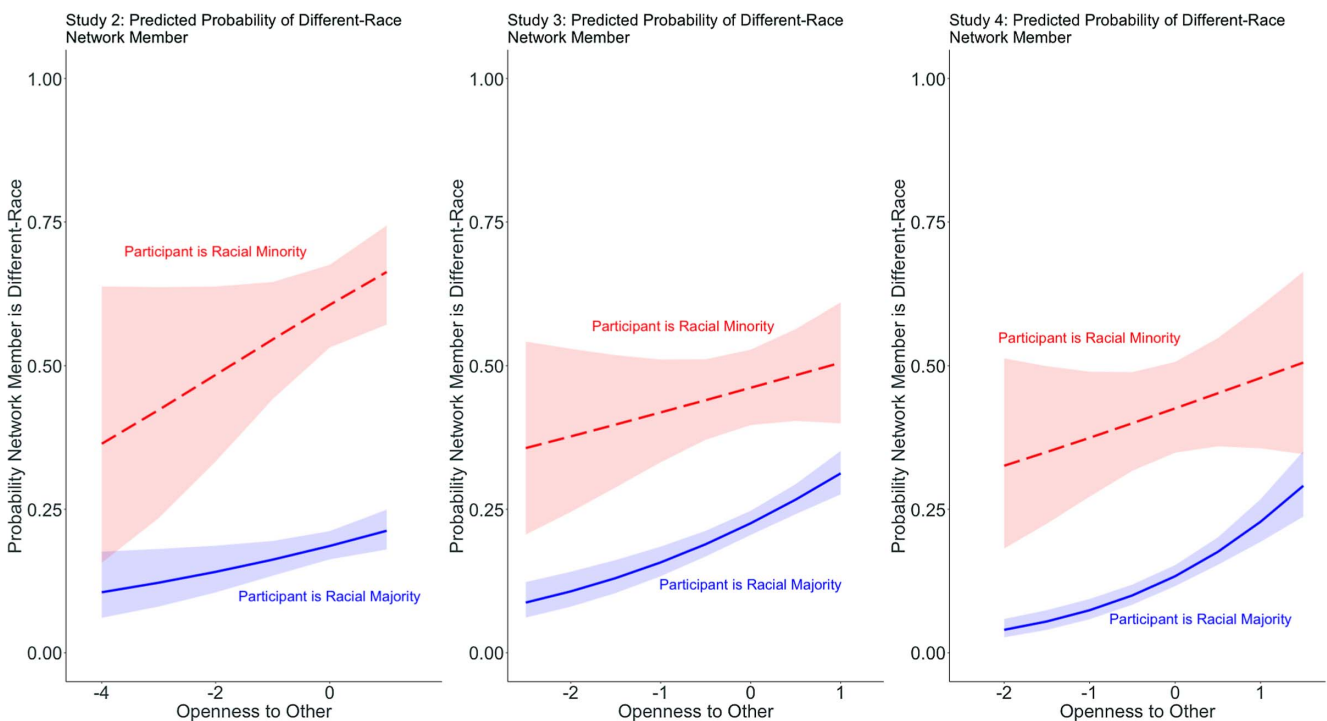 Study 2: Predicted Probability of Different-Race
Network Member
Probability Network Member is Different-Race
1.00
0.75
0.50
0.25
0.00
Participant is Racial Minority
Participant is Racial Majority
-4
-2
0
Openness to Other
Study 3: Predicted Probability of Different-Race
Network Member
Probability Network Member is Different-Race
1.00
0.75
0.50
0.25
0.00
Participant is Racial Minority
Participant is Racial Majority
-2
-1
0
1
Openness to Other
Study 4: Predicted Probability of Different-Race
Network Member
Probability Network Member is Different-Race
1.00
0.75
0.50
0.25
0.00
Participant is Racial Minority
Participant is Racial Majority
-2
-1
0
1
Openness to Other